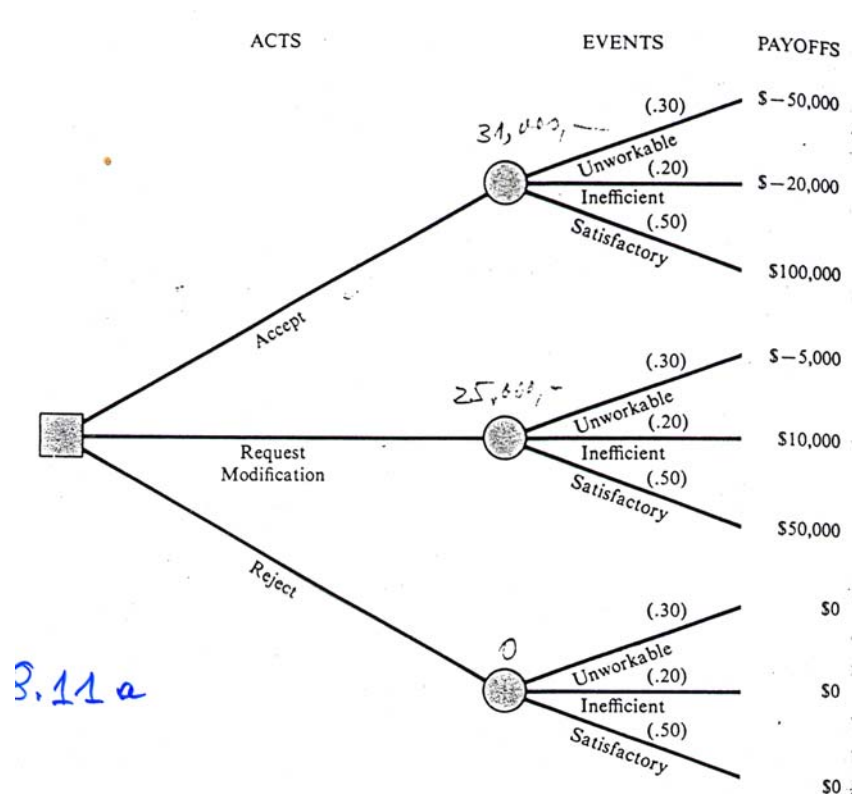 ACTS EVENTS PAYOFFS
(.30) $−50,000
31,000,—
Unworkable
(.20) $−20,000
Inefficient
(.50)
Satisfactory
$100,000
Accept
(.30) $−5,000
25,000,-
Unworkable
(.20) $10,000
Request
Modification
Inefficient
(.50)
Satisfactory
$50,000
Reject
(.30) $0
0
Unworkable
(.20) $0
3.11 a
Inefficient
(.50)
Satisfactory
$0